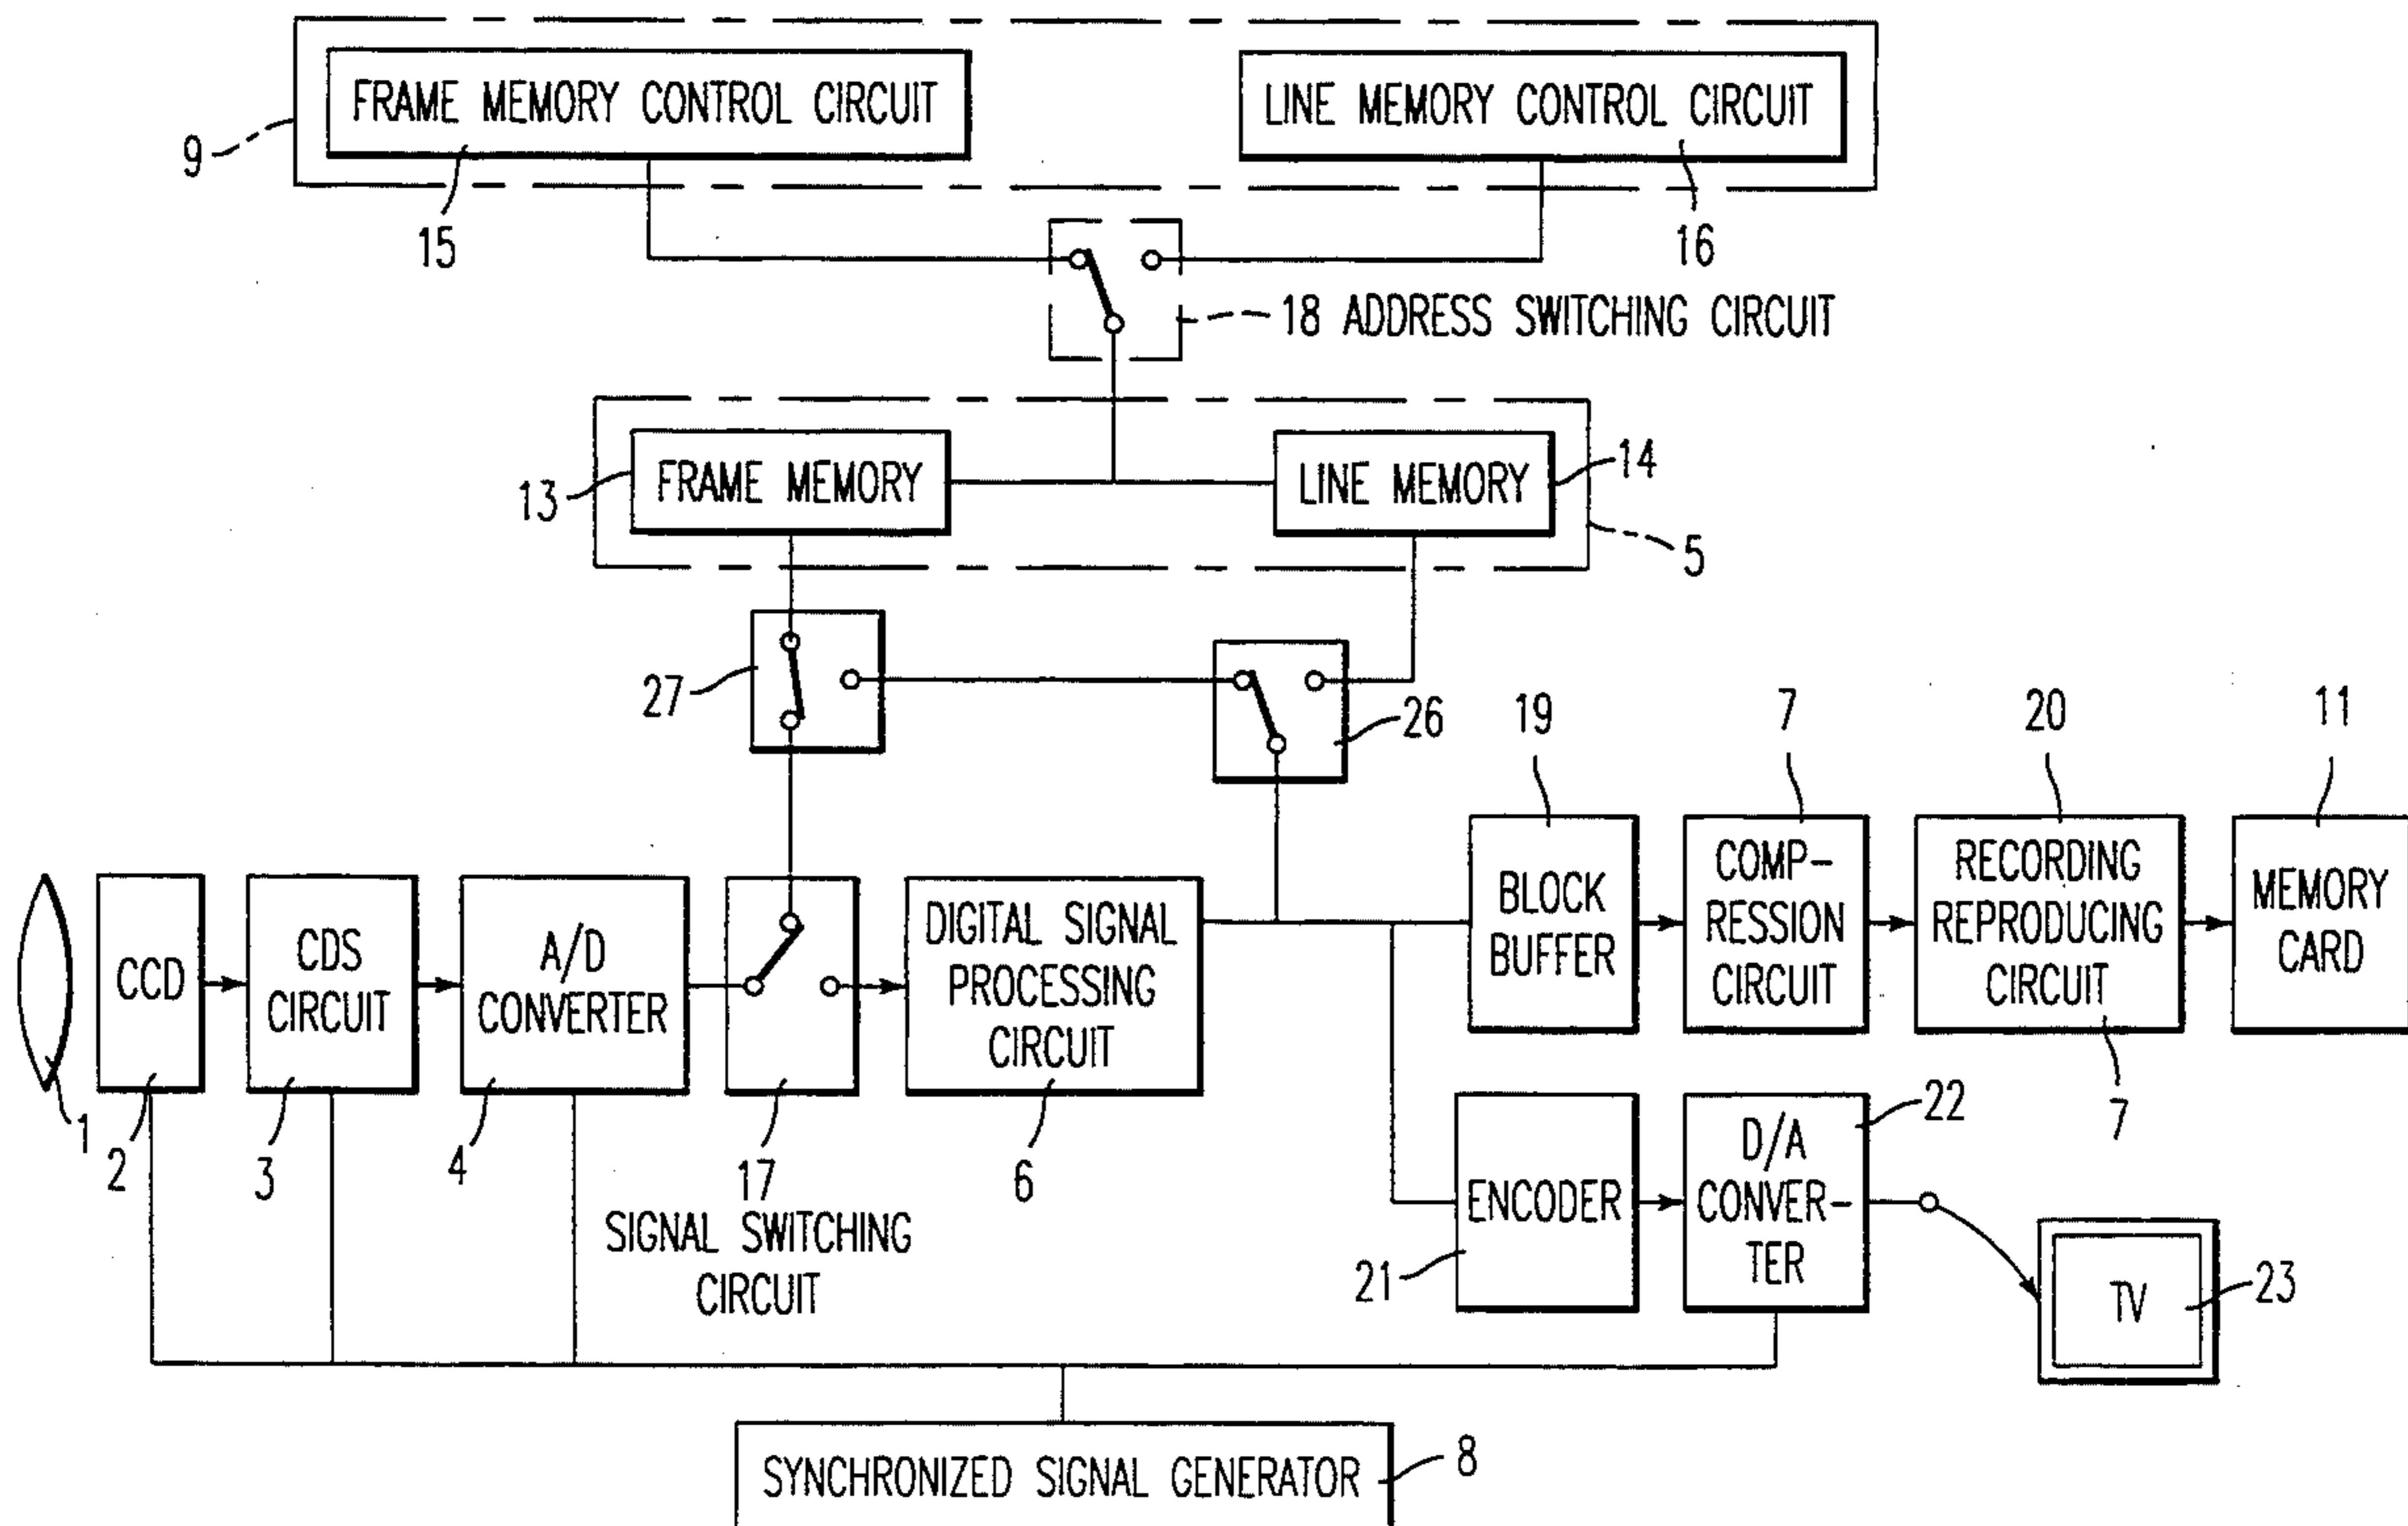 FRAME MEMORY CONTROL CIRCUIT
LINE MEMORY CONTROL CIRCUIT
9
15
16
18 ADDRESS SWITCHING CIRCUIT
13
FRAME MEMORY
LINE MEMORY
14
5
27
26
19
7
20
11
CCD
CDS
CIRCUIT
A/D
CONVERTER
DIGITAL SIGNAL
PROCESSING
CIRCUIT
BLOCK
BUFFER
COMP-
RESSION
CIRCUIT
RECORDING
REPRODUCING
CIRCUIT
MEMORY
CARD
1
2
3
4
17
SIGNAL SWITCHING
CIRCUIT
6
7
ENCODER
21
D/A
CONVER-
TER
22
TV
23
SYNCHRONIZED SIGNAL GENERATOR
8